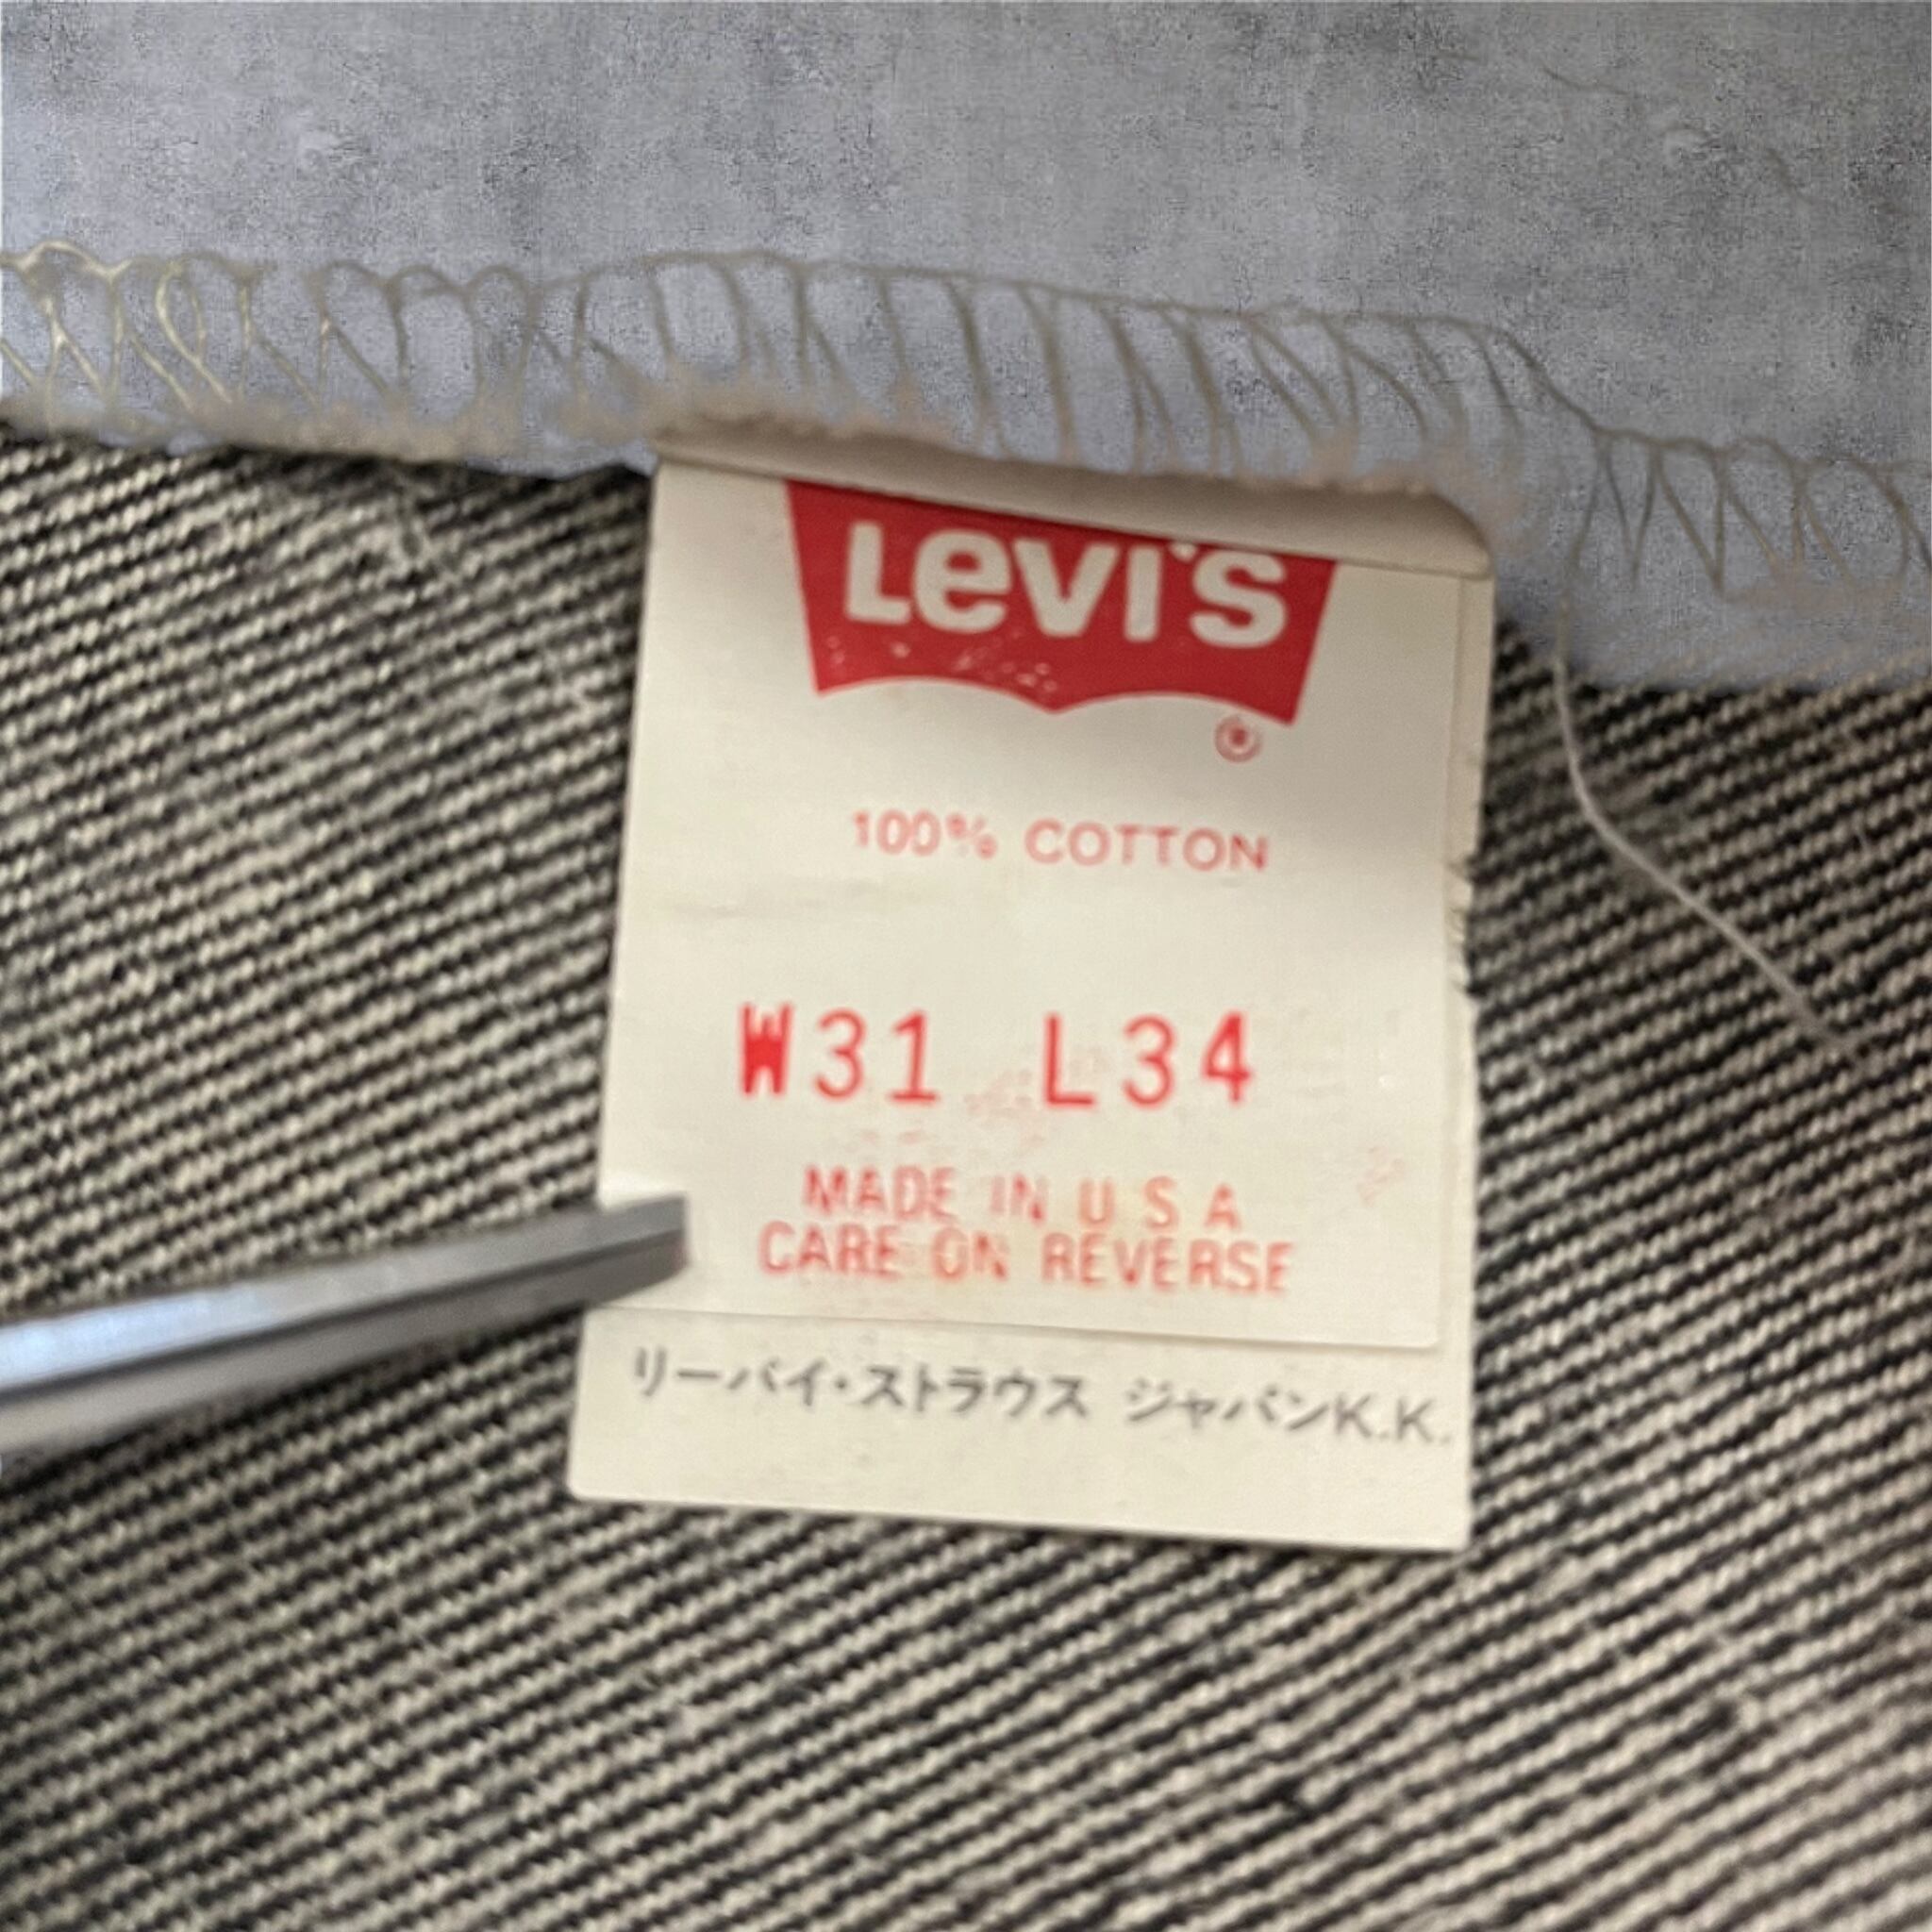 Levi's
®
100% COTTON
W31 L34
MADE IN U S A
CARE ON REVERSE
リーバイ・ストラウス ジャパンK.K.